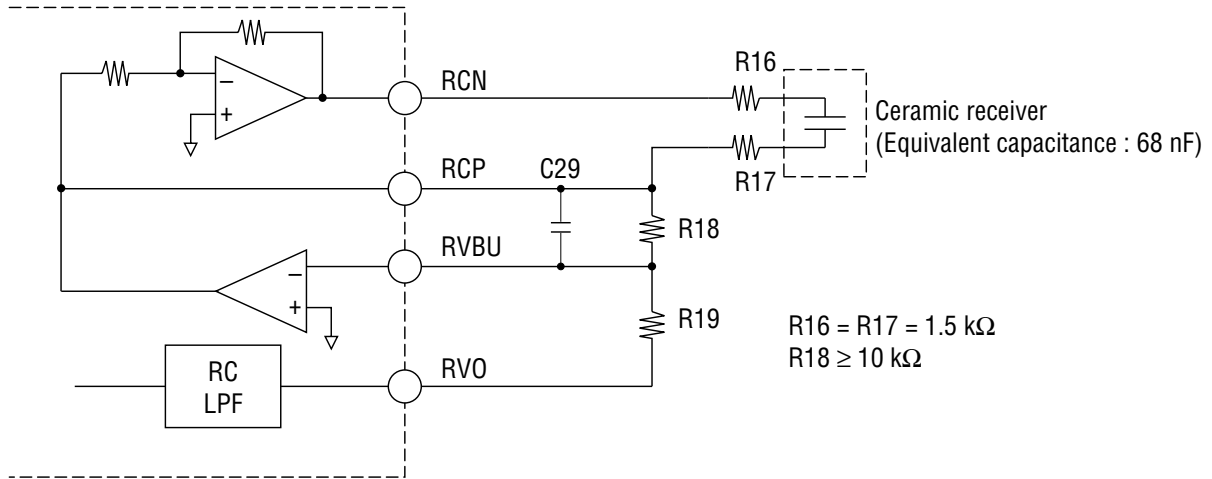 R16
RCN
Ceramic receiver
(Equivalent capacitance : 68 nF)
−
+
RCP
C29
R17
R18
RVBU
−
+
R19
R16 = R17 = 1.5 kΩ
R18 ≥ 10 kΩ
RC
LPF
RVO